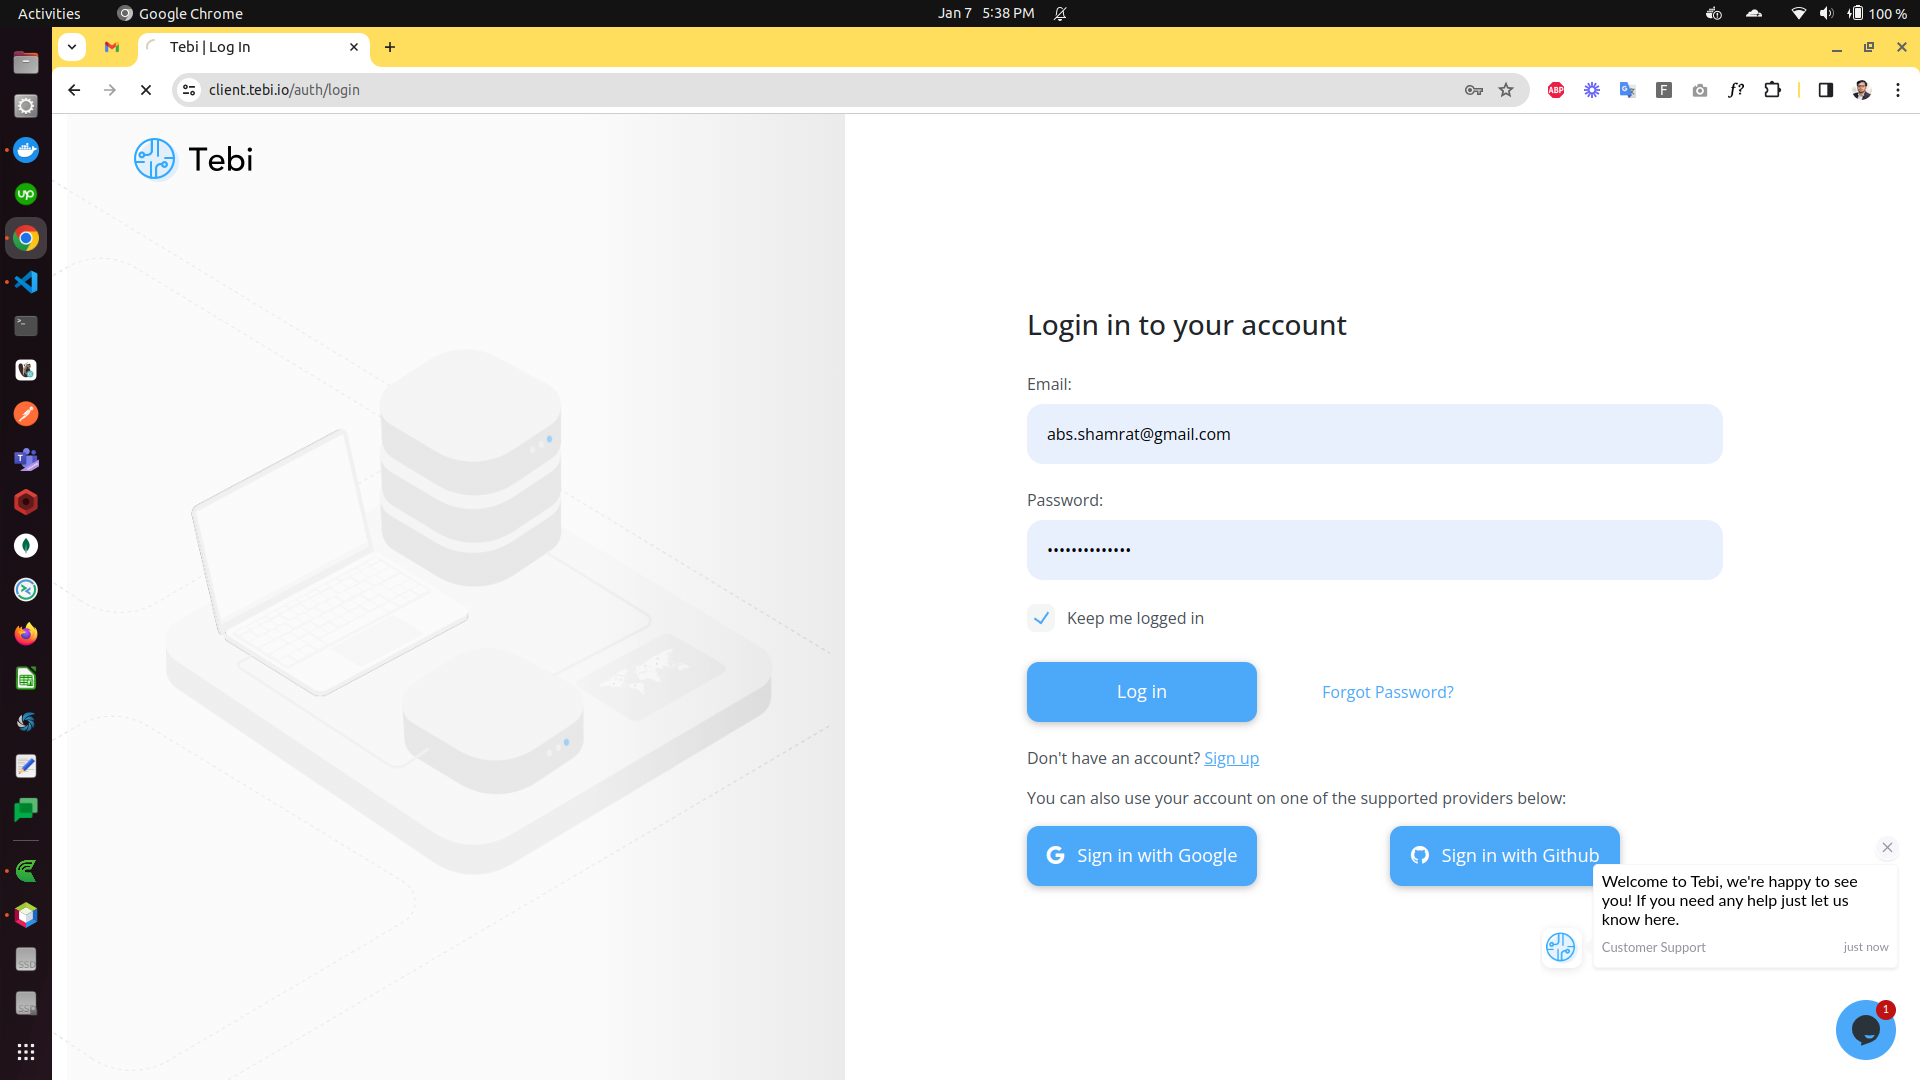 Activities
Google Chrome
Jan 7 5:38 PM
100 %
Tebi | Log In
client.tebi.io/auth/login
ABP
F
f?
Tebi
up
Login in to your account
Email:
abs.shamrat@gmail.com
Password:
••••••••••••••
Keep me logged in
Log in
Forgot Password?
Don't have an account? Sign up
You can also use your account on one of the supported providers below:
Sign in with Google
Sign in with Github
Welcome to Tebi, we're happy to see
you! If you need any help just let us
know here.
Customer Support
just now
SSD
SSD
1